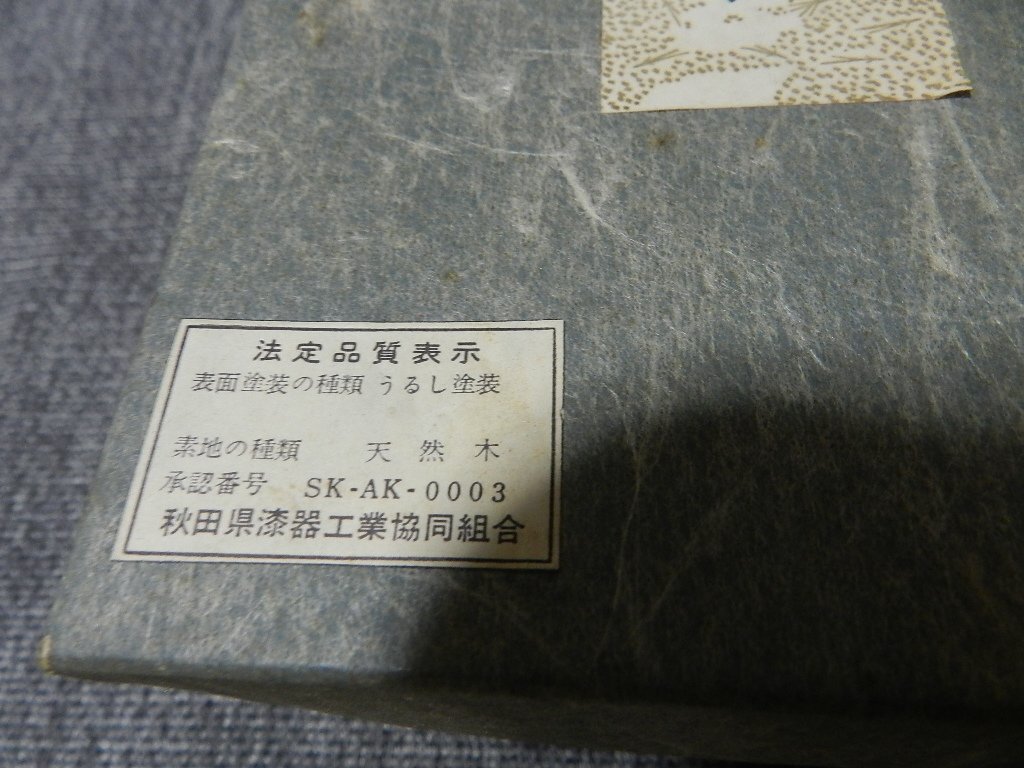 法定品質表示
表面塗装の種類 うるし塗装
素地の種類 天然木
承認番号 SK-AK-0003
秋田県漆器工業協同組合